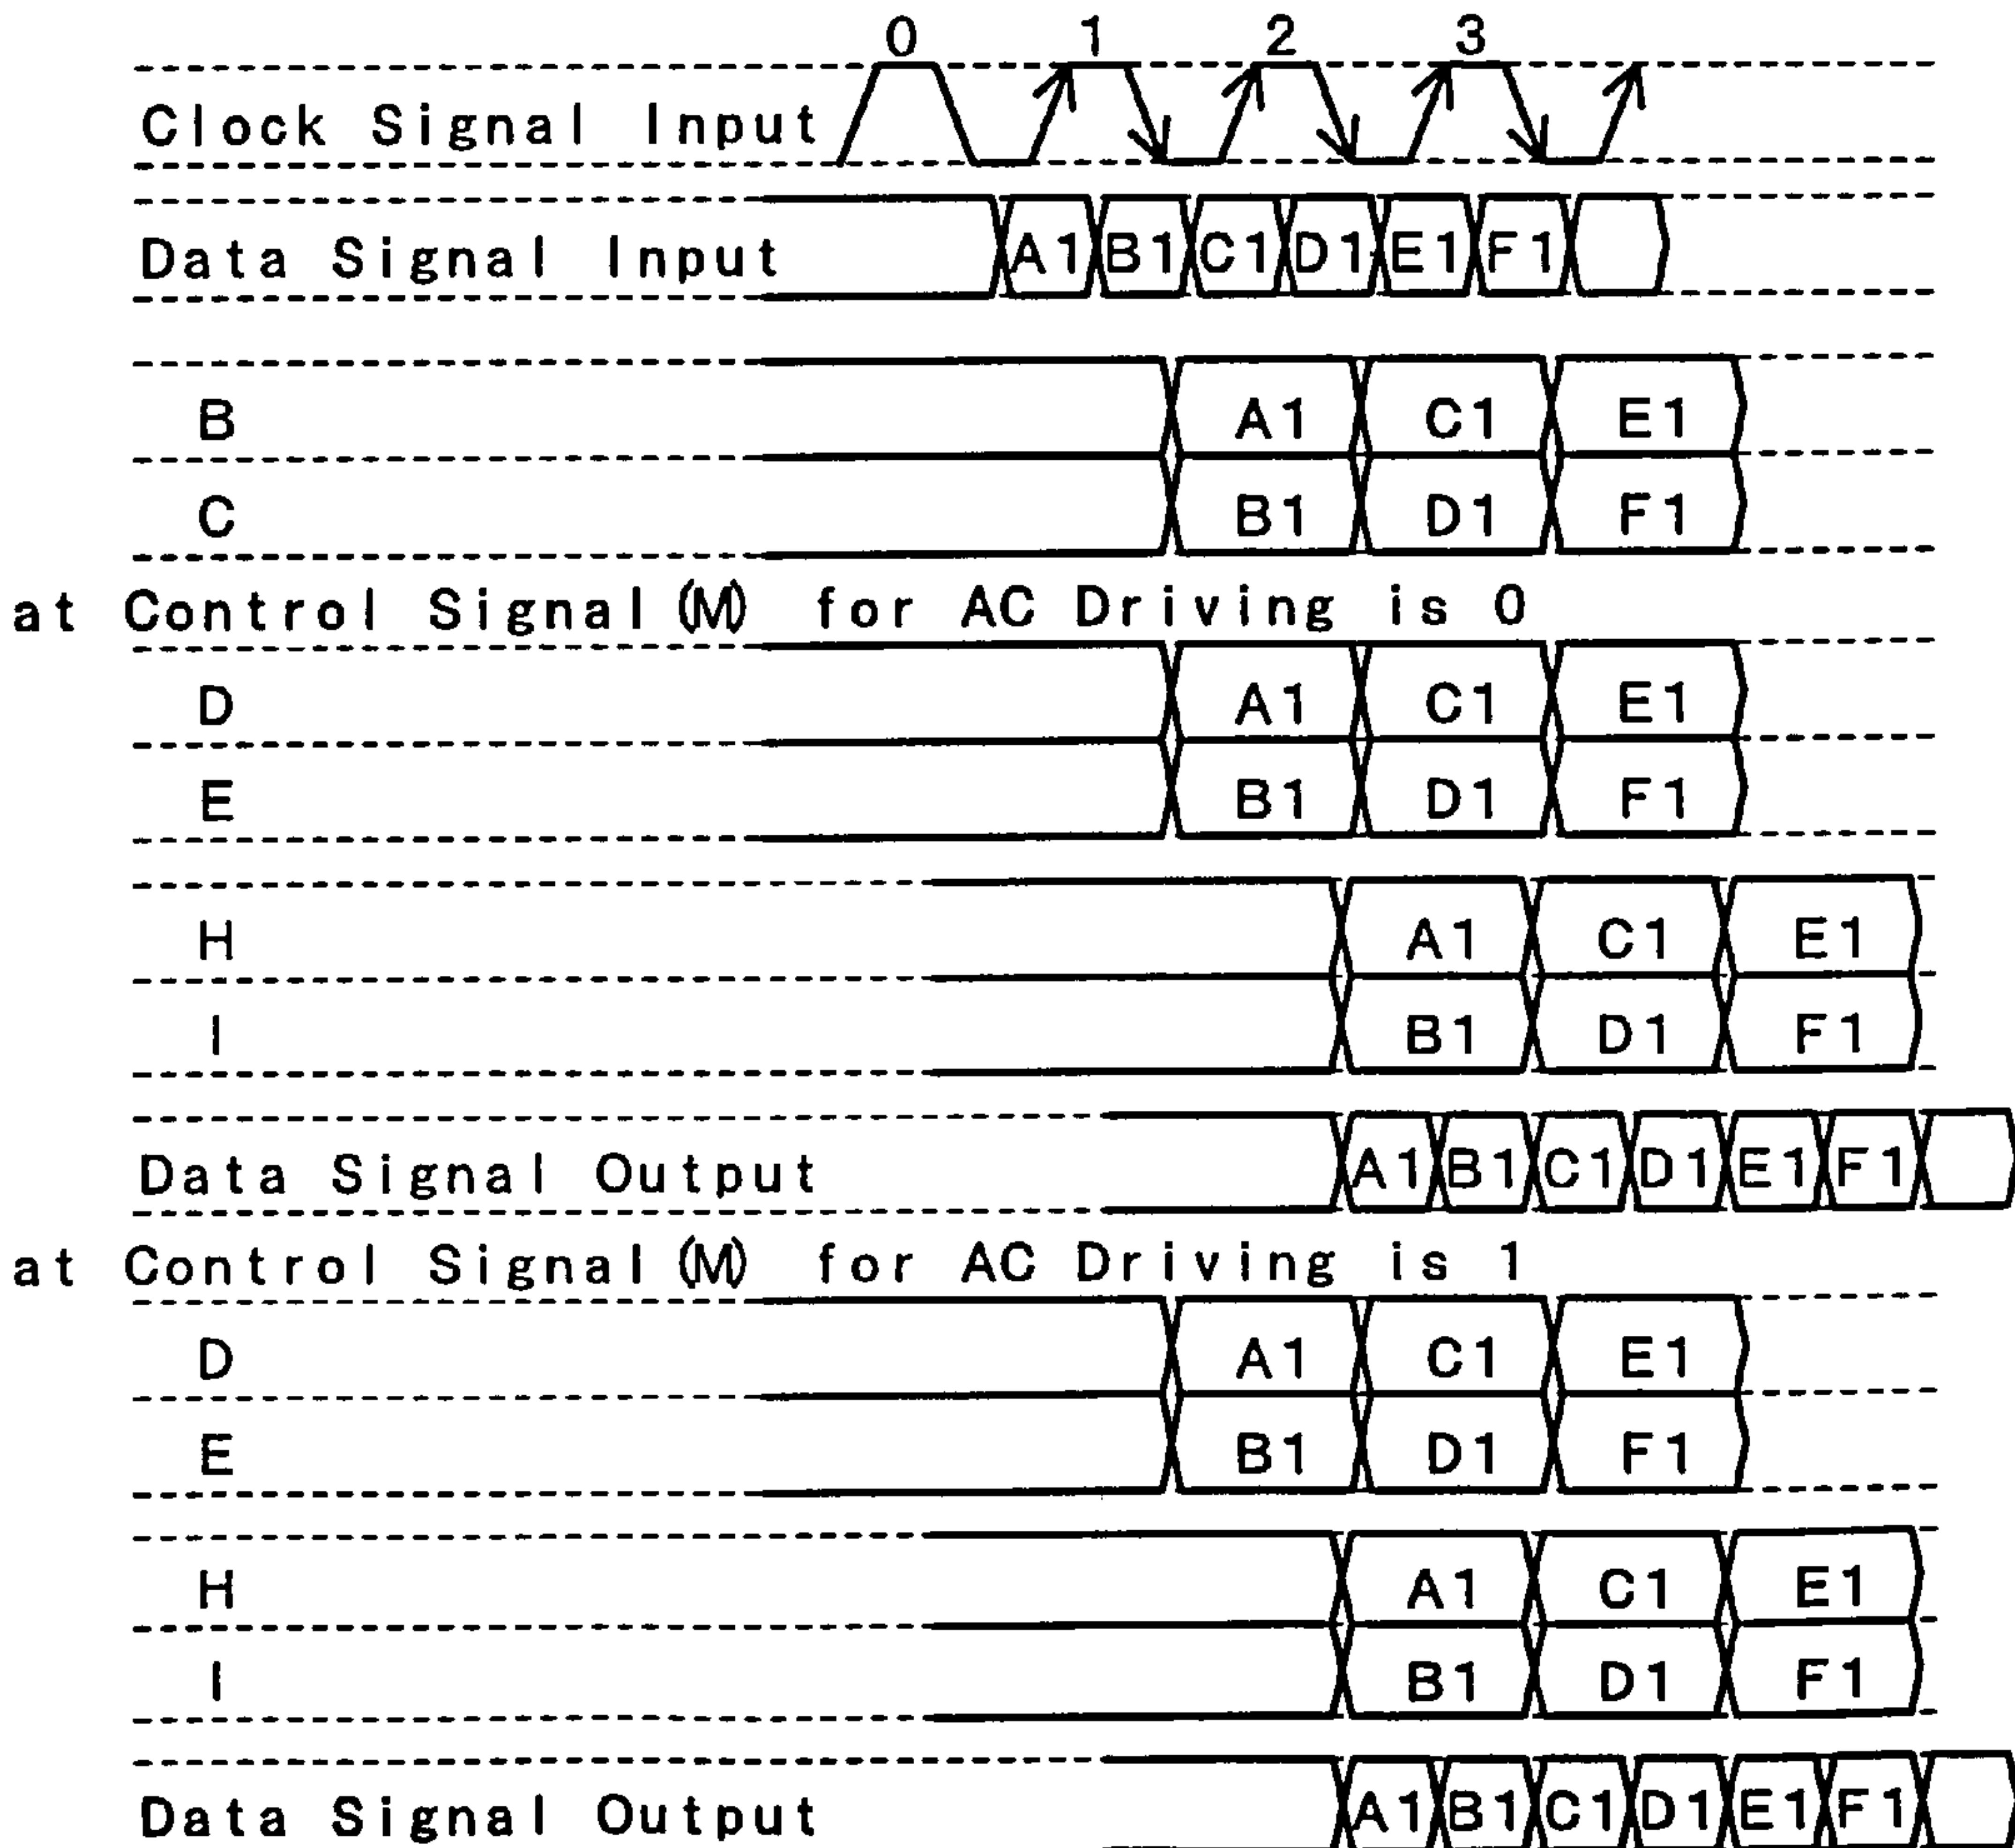 0 1 2 3
Clock Signal Input
Data Signal Input A1 B1 C1 D1 E1 F1
B A1 C1 E1
C B1 D1 F1
at Control Signal(M) for AC Driving is 0
D A1 C1 E1
E B1 D1 F1
H A1 C1 E1
I B1 D1 F1
Data Signal Output A1 B1 C1 D1 E1 F1
at Control Signal(M) for AC Driving is 1
D A1 C1 E1
E B1 D1 F1
H A1 C1 E1
I B1 D1 F1
Data Signal Output A1 B1 C1 D1 E1 F1